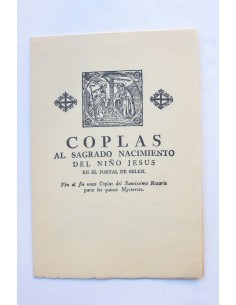 COPLAS
AL SAGRADO NACIMIENTO
DEL NIÑO JESUS
EN EL PORTAL DE BELEN.
Vàn al fin unas Coplas del Santissimo Rosario
para los quince Mysterios.